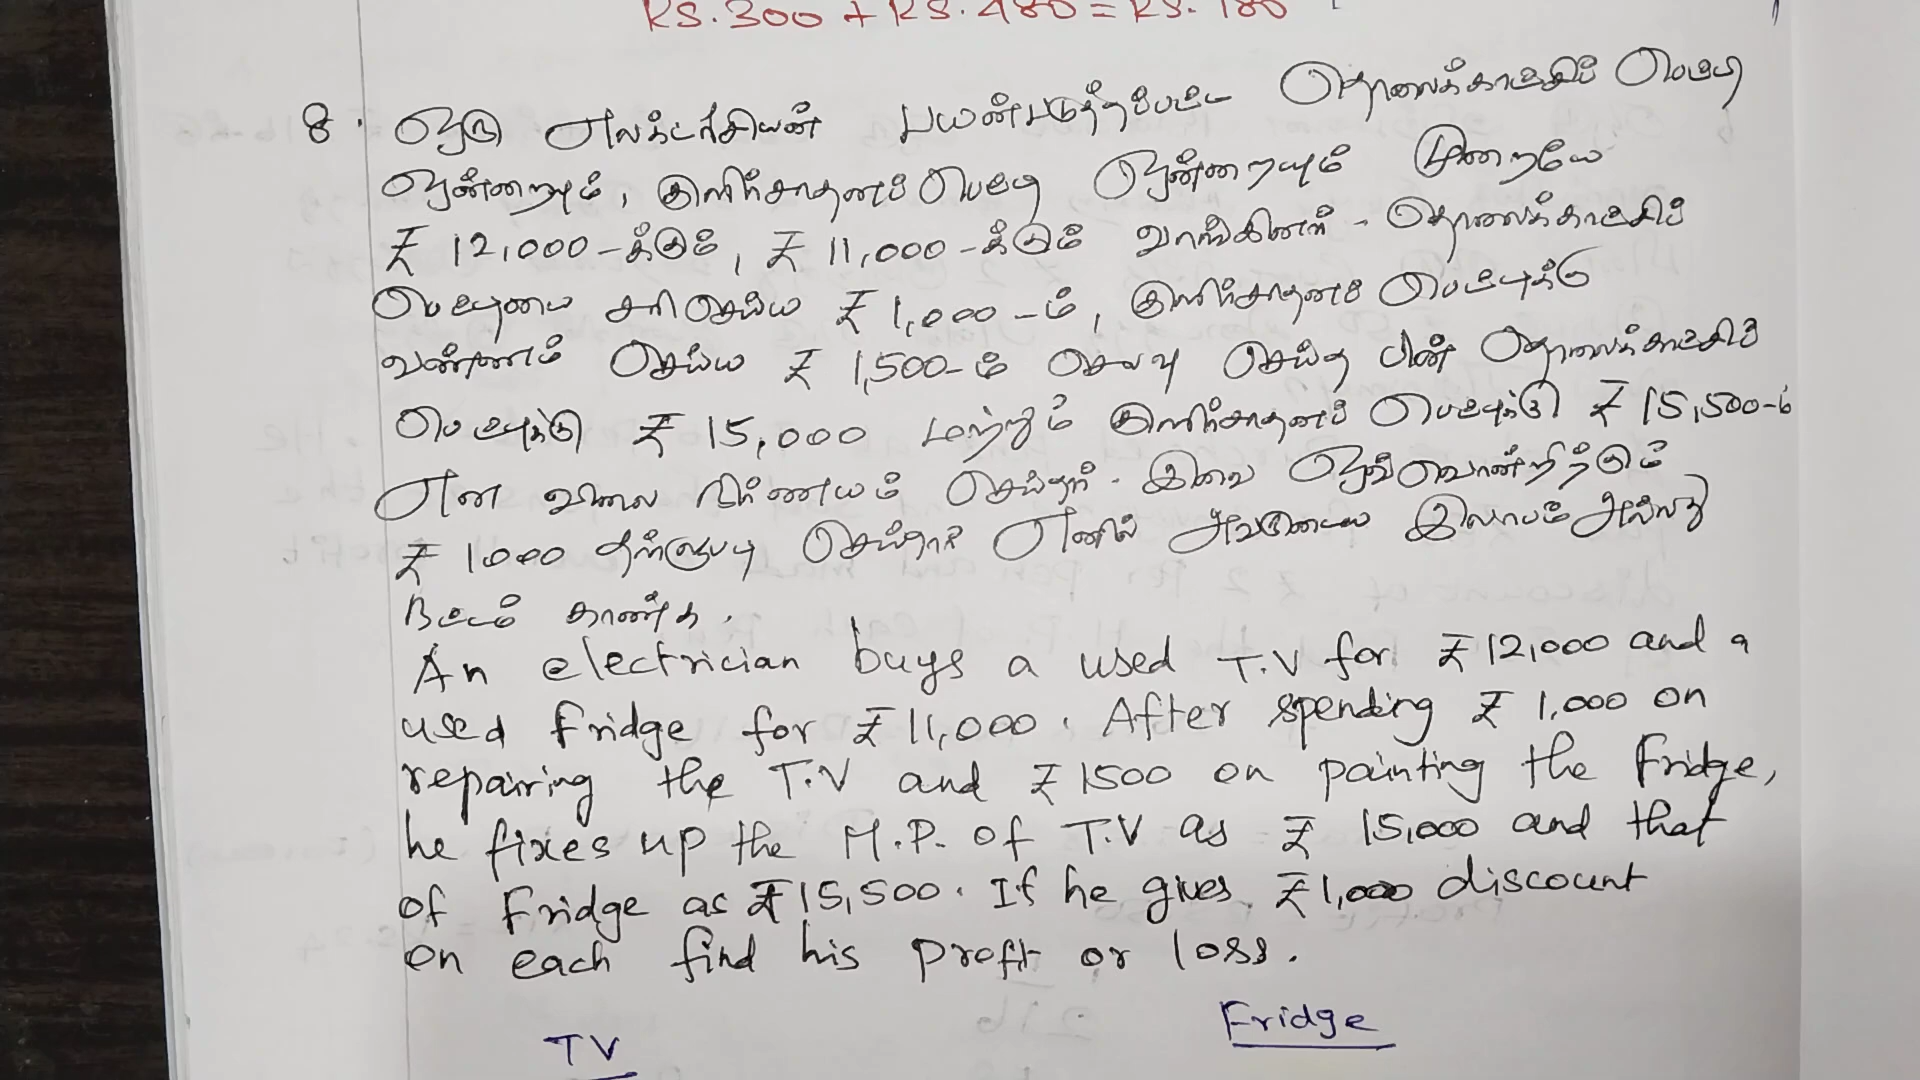 RS.300 + RS.480 = RS.180
8. ஒரு எலக்ட்ரீசியன் பயன்படுத்தப்பட்ட தொலைக்காட்சிப் பெட்டி
ஒன்றையும், குளிர்சாதனப் பெட்டி ஒன்றையும் முறையே
₹ 12,000-க்கும், ₹ 11,000-க்கும் வாங்கினார். தொலைக்காட்சிப்
பெட்டியை சரிசெய்ய ₹ 1,000-ம், குளிர்சாதனப் பெட்டிக்கு
வண்ணம் செய்ய ₹ 1,500-ம் செலவு செய்த பின் தொலைக்காட்சிப்
பெட்டிக்கு ₹ 15,000 மற்றும் குளிர்சாதனப் பெட்டிக்கு ₹ 15,500-ம்
என விலை நிர்ணயம் செய்தார். இவை ஒவ்வொன்றிற்கும்
₹ 1000 தள்ளுபடி செய்தார் எனில் அவருடைய இலாபம் அல்லது
நட்டம் காண்க.
An electrician buys a used T.V for ₹ 12,000 and a
used Fridge for ₹ 11,000. After spending ₹ 1,000 on
repairing the T.V and ₹ 1500 on painting the Fridge,
he fixes up the M.P. of T.V as ₹ 15,000 and that
of Fridge as ₹ 15,500. If he gives ₹ 1,000 discount
on each find his proft or loss.
TV Fridge